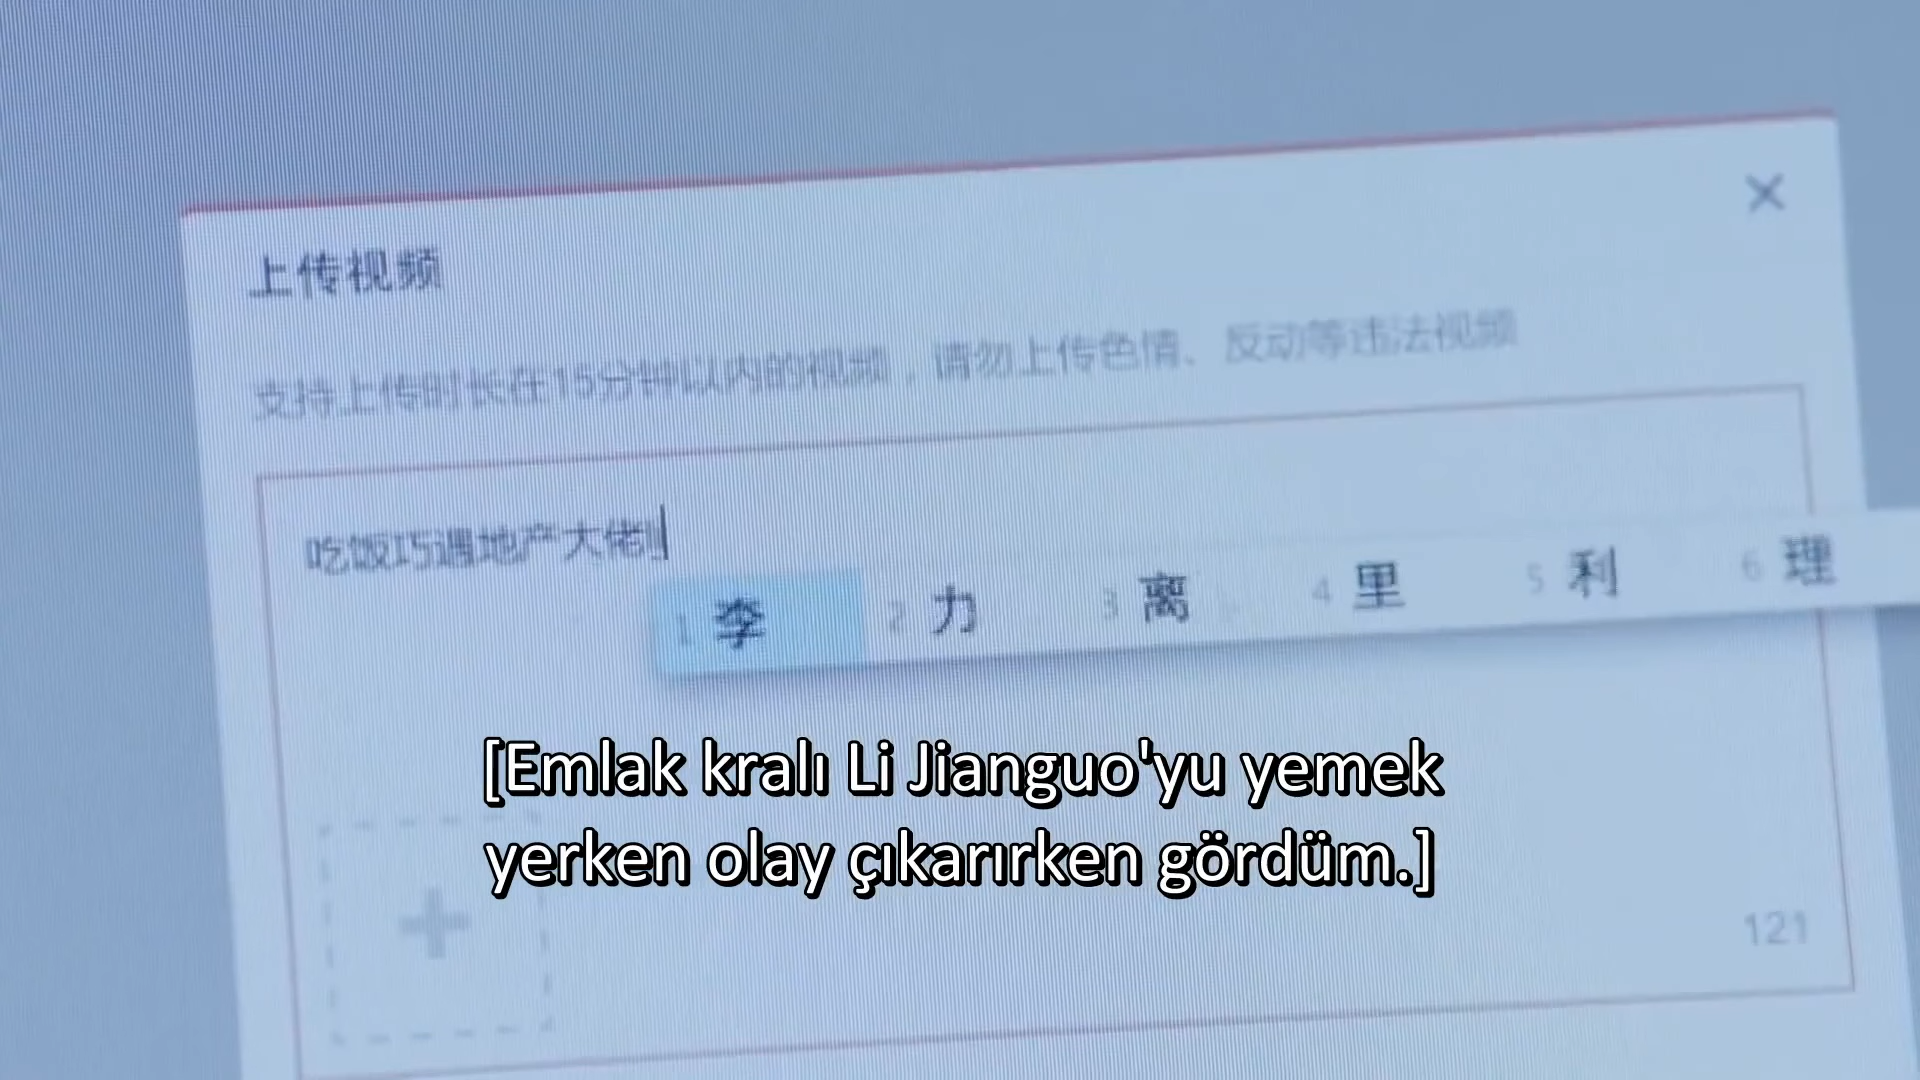 上传视频
支持上传时长在15分钟以内的视频，请勿上传色情、反动等违法视频
吃饭巧遇地产大佬l
1 李 2 力 3 离 4 里 5 利 6 理
[Emlak kralı Li Jianguo'yu yemek
yerken olay çıkarırken gördüm.]
121